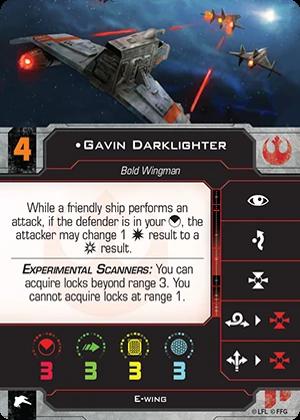 4
•Gavin Darklighter
Bold Wingman
While a friendly ship performs an
attack, if the defender is in your , the
attacker may change 1 result to a
result.
Experimental Scanners: You can
acquire locks beyond range 3. You
cannot acquire locks at range 1.
3 3 3 3
E-wing
©LFL ©FFG